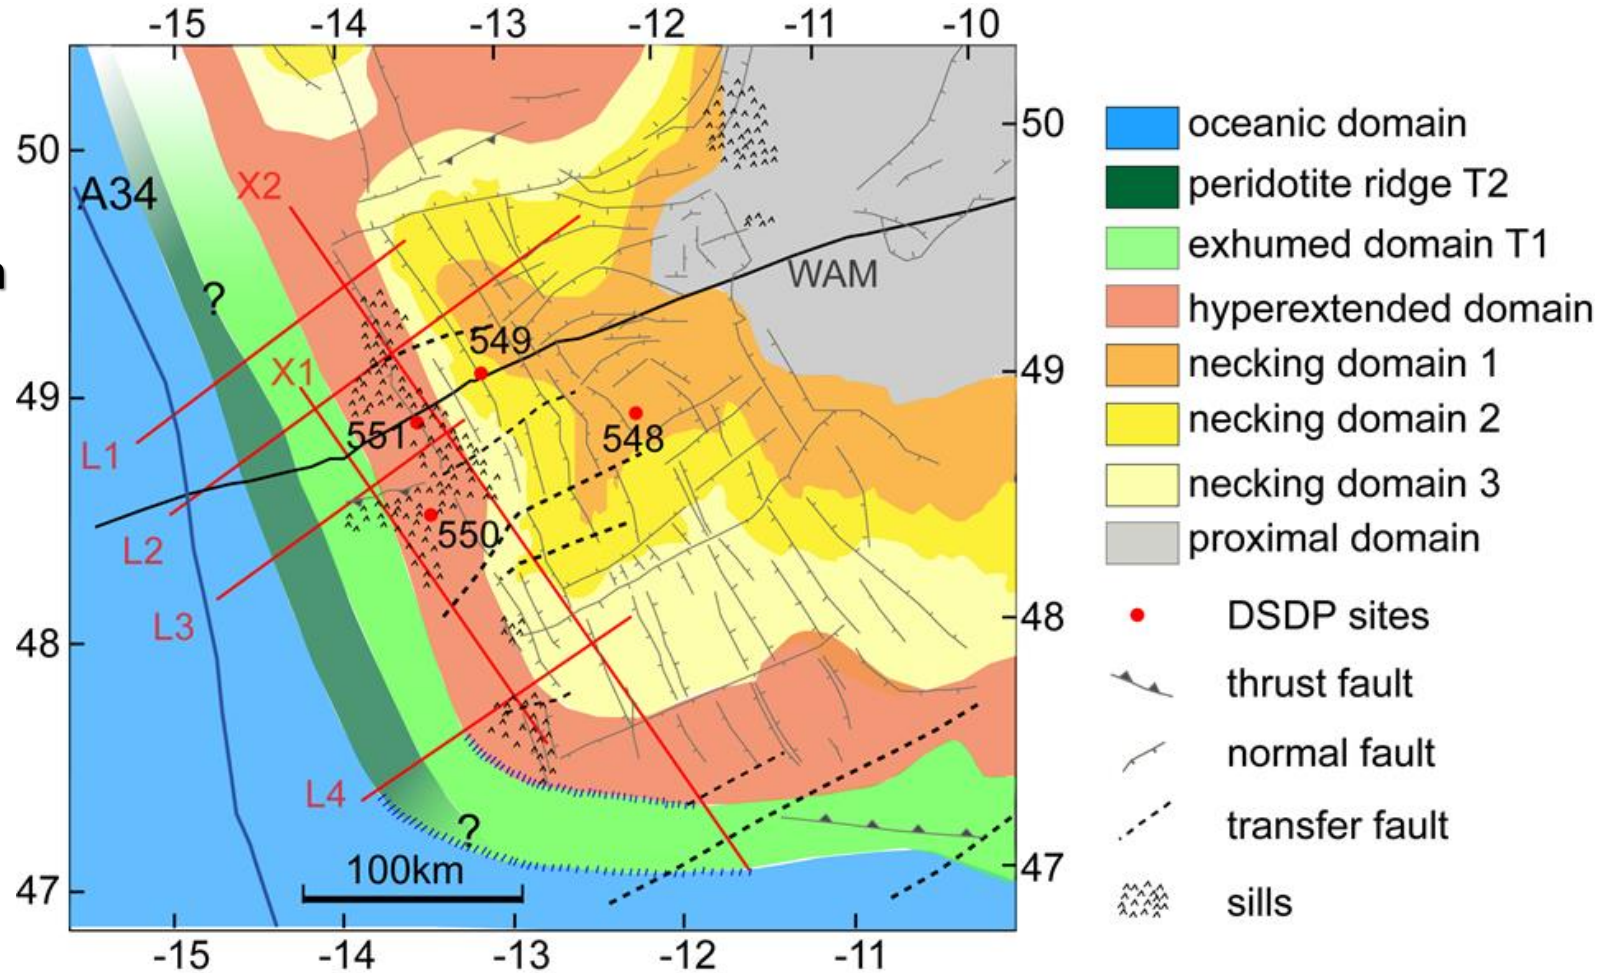 -15 -14 -13 -12 -11 -10
50 50
A34
X2
n
WAM
?
549
49 49
X1
551
548
L1
550
L2
L3
48 48
L4
?
100km
47 47
-15 -14 -13 -12 -11
oceanic domain
peridotite ridge T2
exhumed domain T1
hyperextended domain
necking domain 1
necking domain 2
necking domain 3
proximal domain
DSDP sites
thrust fault
normal fault
transfer fault
sills